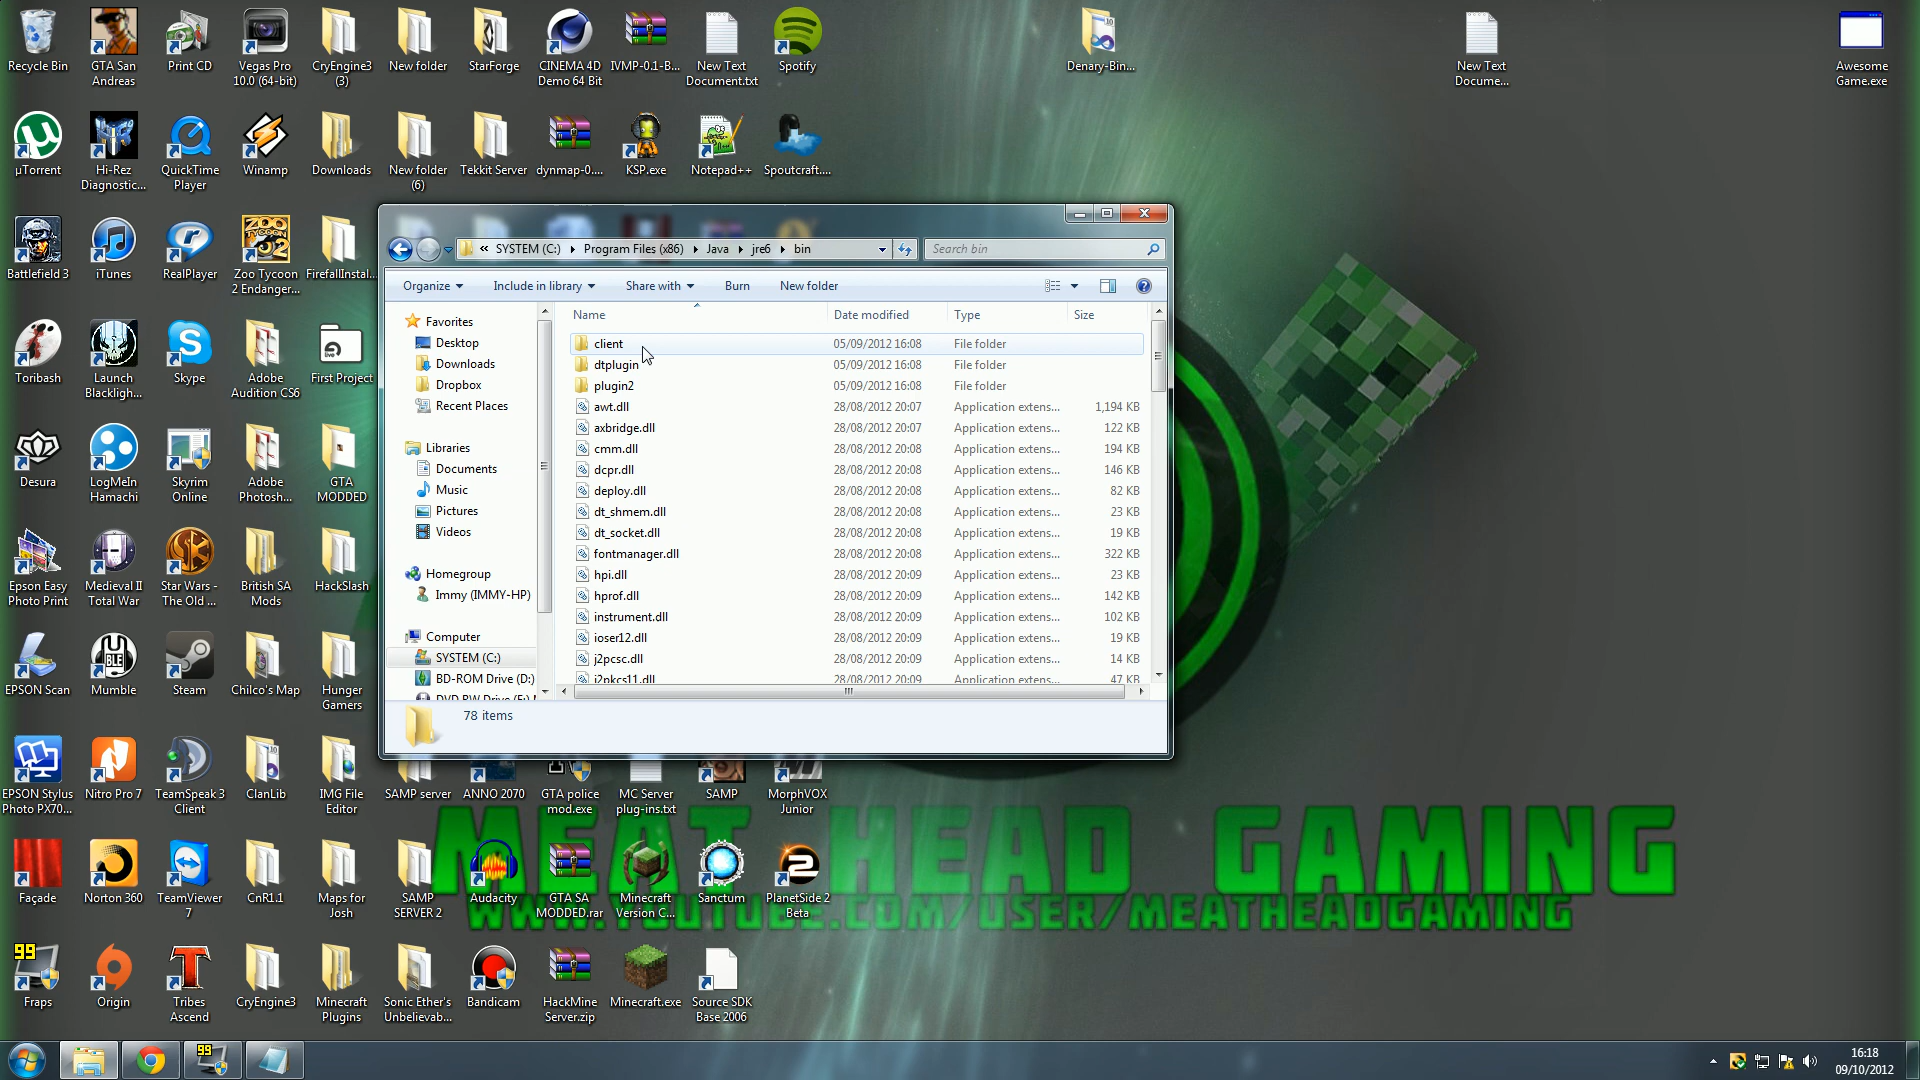 Recycle Bin
GTA San
Andreas
Print CD
Vegas Pro
10.0 (64-bit)
CryEngine3
(3)
New folder
StarForge
CINEMA 4D
Demo 64 Bit
IVMP-0.1-B...
New Text
Document.txt
Spotify
Denary-Bin...
New Text
Docume...
Awesome
Game.exe
µTorrent
Hi-Rez
Diagnostic...
QuickTime
Player
Winamp
Downloads
New folder
(6)
Tekkit Server
dynmap-0....
KSP.exe
Notepad++
Spoutcraft....
Battlefield 3
iTunes
RealPlayer
ZOO
Zoo Tycoon
2 Endanger...
FirefallInstal...
« SYSTEM (C:) Program Files (x86) Java jre6 bin
Search bin
Organize
Include in library
Share with
Burn
New folder
Favorites
Desktop
Downloads
Dropbox
Recent Places
Libraries
Documents
Music
Pictures
Videos
Homegroup
Immy (IMMY-HP)
Computer
SYSTEM (C:)
BD-ROM Drive (D:)
DVD RW Drive (E:)
Name Date modified Type Size
client 05/09/2012 16:08 File folder
dtplugin 05/09/2012 16:08 File folder
plugin2 05/09/2012 16:08 File folder
awt.dll 28/08/2012 20:07 Application extens... 1,194 KB
axbridge.dll 28/08/2012 20:07 Application extens... 122 KB
cmm.dll 28/08/2012 20:08 Application extens... 194 KB
dcpr.dll 28/08/2012 20:08 Application extens... 146 KB
deploy.dll 28/08/2012 20:08 Application extens... 82 KB
dt_shmem.dll 28/08/2012 20:08 Application extens... 23 KB
dt_socket.dll 28/08/2012 20:08 Application extens... 19 KB
fontmanager.dll 28/08/2012 20:08 Application extens... 322 KB
hpi.dll 28/08/2012 20:09 Application extens... 23 KB
hprof.dll 28/08/2012 20:09 Application extens... 142 KB
instrument.dll 28/08/2012 20:09 Application extens... 102 KB
ioser12.dll 28/08/2012 20:09 Application extens... 19 KB
j2pcsc.dll 28/08/2012 20:09 Application extens... 14 KB
j2pkcs11.dll 28/08/2012 20:09 Application extens... 47 KB
78 items
Toribash
Launch
Blackligh...
Skype
Adobe
Audition CS6
live
First Project
Desura
LogMeIn
Hamachi
Skyrim
Online
Adobe
Photosh...
GTA
MODDED
Epson Easy
Photo Print
Medieval II
Total War
Star Wars -
The Old ...
British SA
Mods
HackSlash
EPSON Scan
Mumble
Steam
Chilco's Map
Hunger
Gamers
EPSON Stylus
Photo PX70...
Nitro Pro 7
TeamSpeak 3
Client
ClanLib
IMG File
Editor
SAMP server
ANNO 2070
GTA police
mod.exe
MC Server
plug-ins.txt
SAMP
MorphVOX
Junior
MEAT HEAD GAMING
WWW.YOUTUBE.COM/USER/MEATHEADGAMING
Façade
Norton 360
TeamViewer
7
CnR1.1
Maps for
Josh
SAMP
SERVER 2
Audacity
GTA SA
MODDED.rar
Minecraft
Version C...
Sanctum
PlanetSide 2
Beta
99
Fraps
Origin
Tribes
Ascend
CryEngine3
Minecraft
Plugins
Sonic Ether's
Unbelievab...
Bandicam
HackMine
Server.zip
Minecraft.exe
Source SDK
Base 2006
99
16:18
09/10/2012